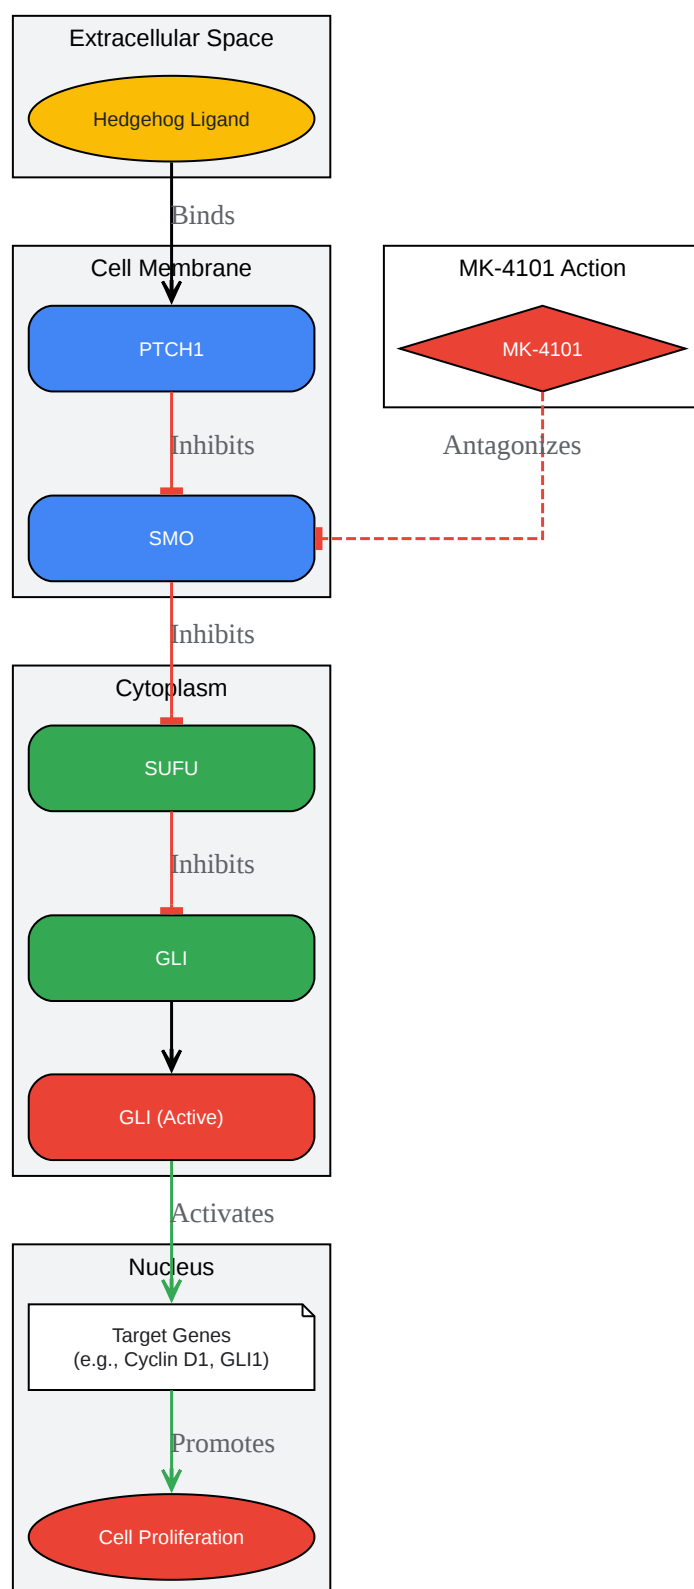 Extracellular Space
Hedgehog Ligand
Binds
Cell Membrane
MK-4101 Action
PTCH1
MK-4101
Inhibits
Antagonizes
SMO
Inhibits
Cytoplasm
SUFU
Inhibits
GLI
GLI (Active)
Activates
Nucleus
Target Genes
(e.g., Cyclin D1, GLI1)
Promotes
Cell Proliferation